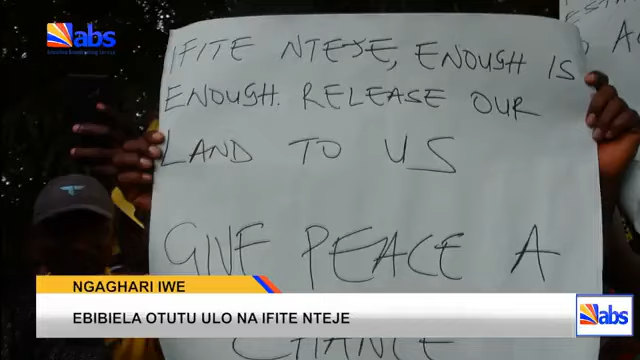 abs
IFITE NTEJE, ENOUGH IS
ENOUGH. RELEASE OUR
LAND TO US
GIVE PEACE A
CHANCE
NGAGHARI IWE
EBIBIELA OTUTU ULO NA IFITE NTEJE
abs